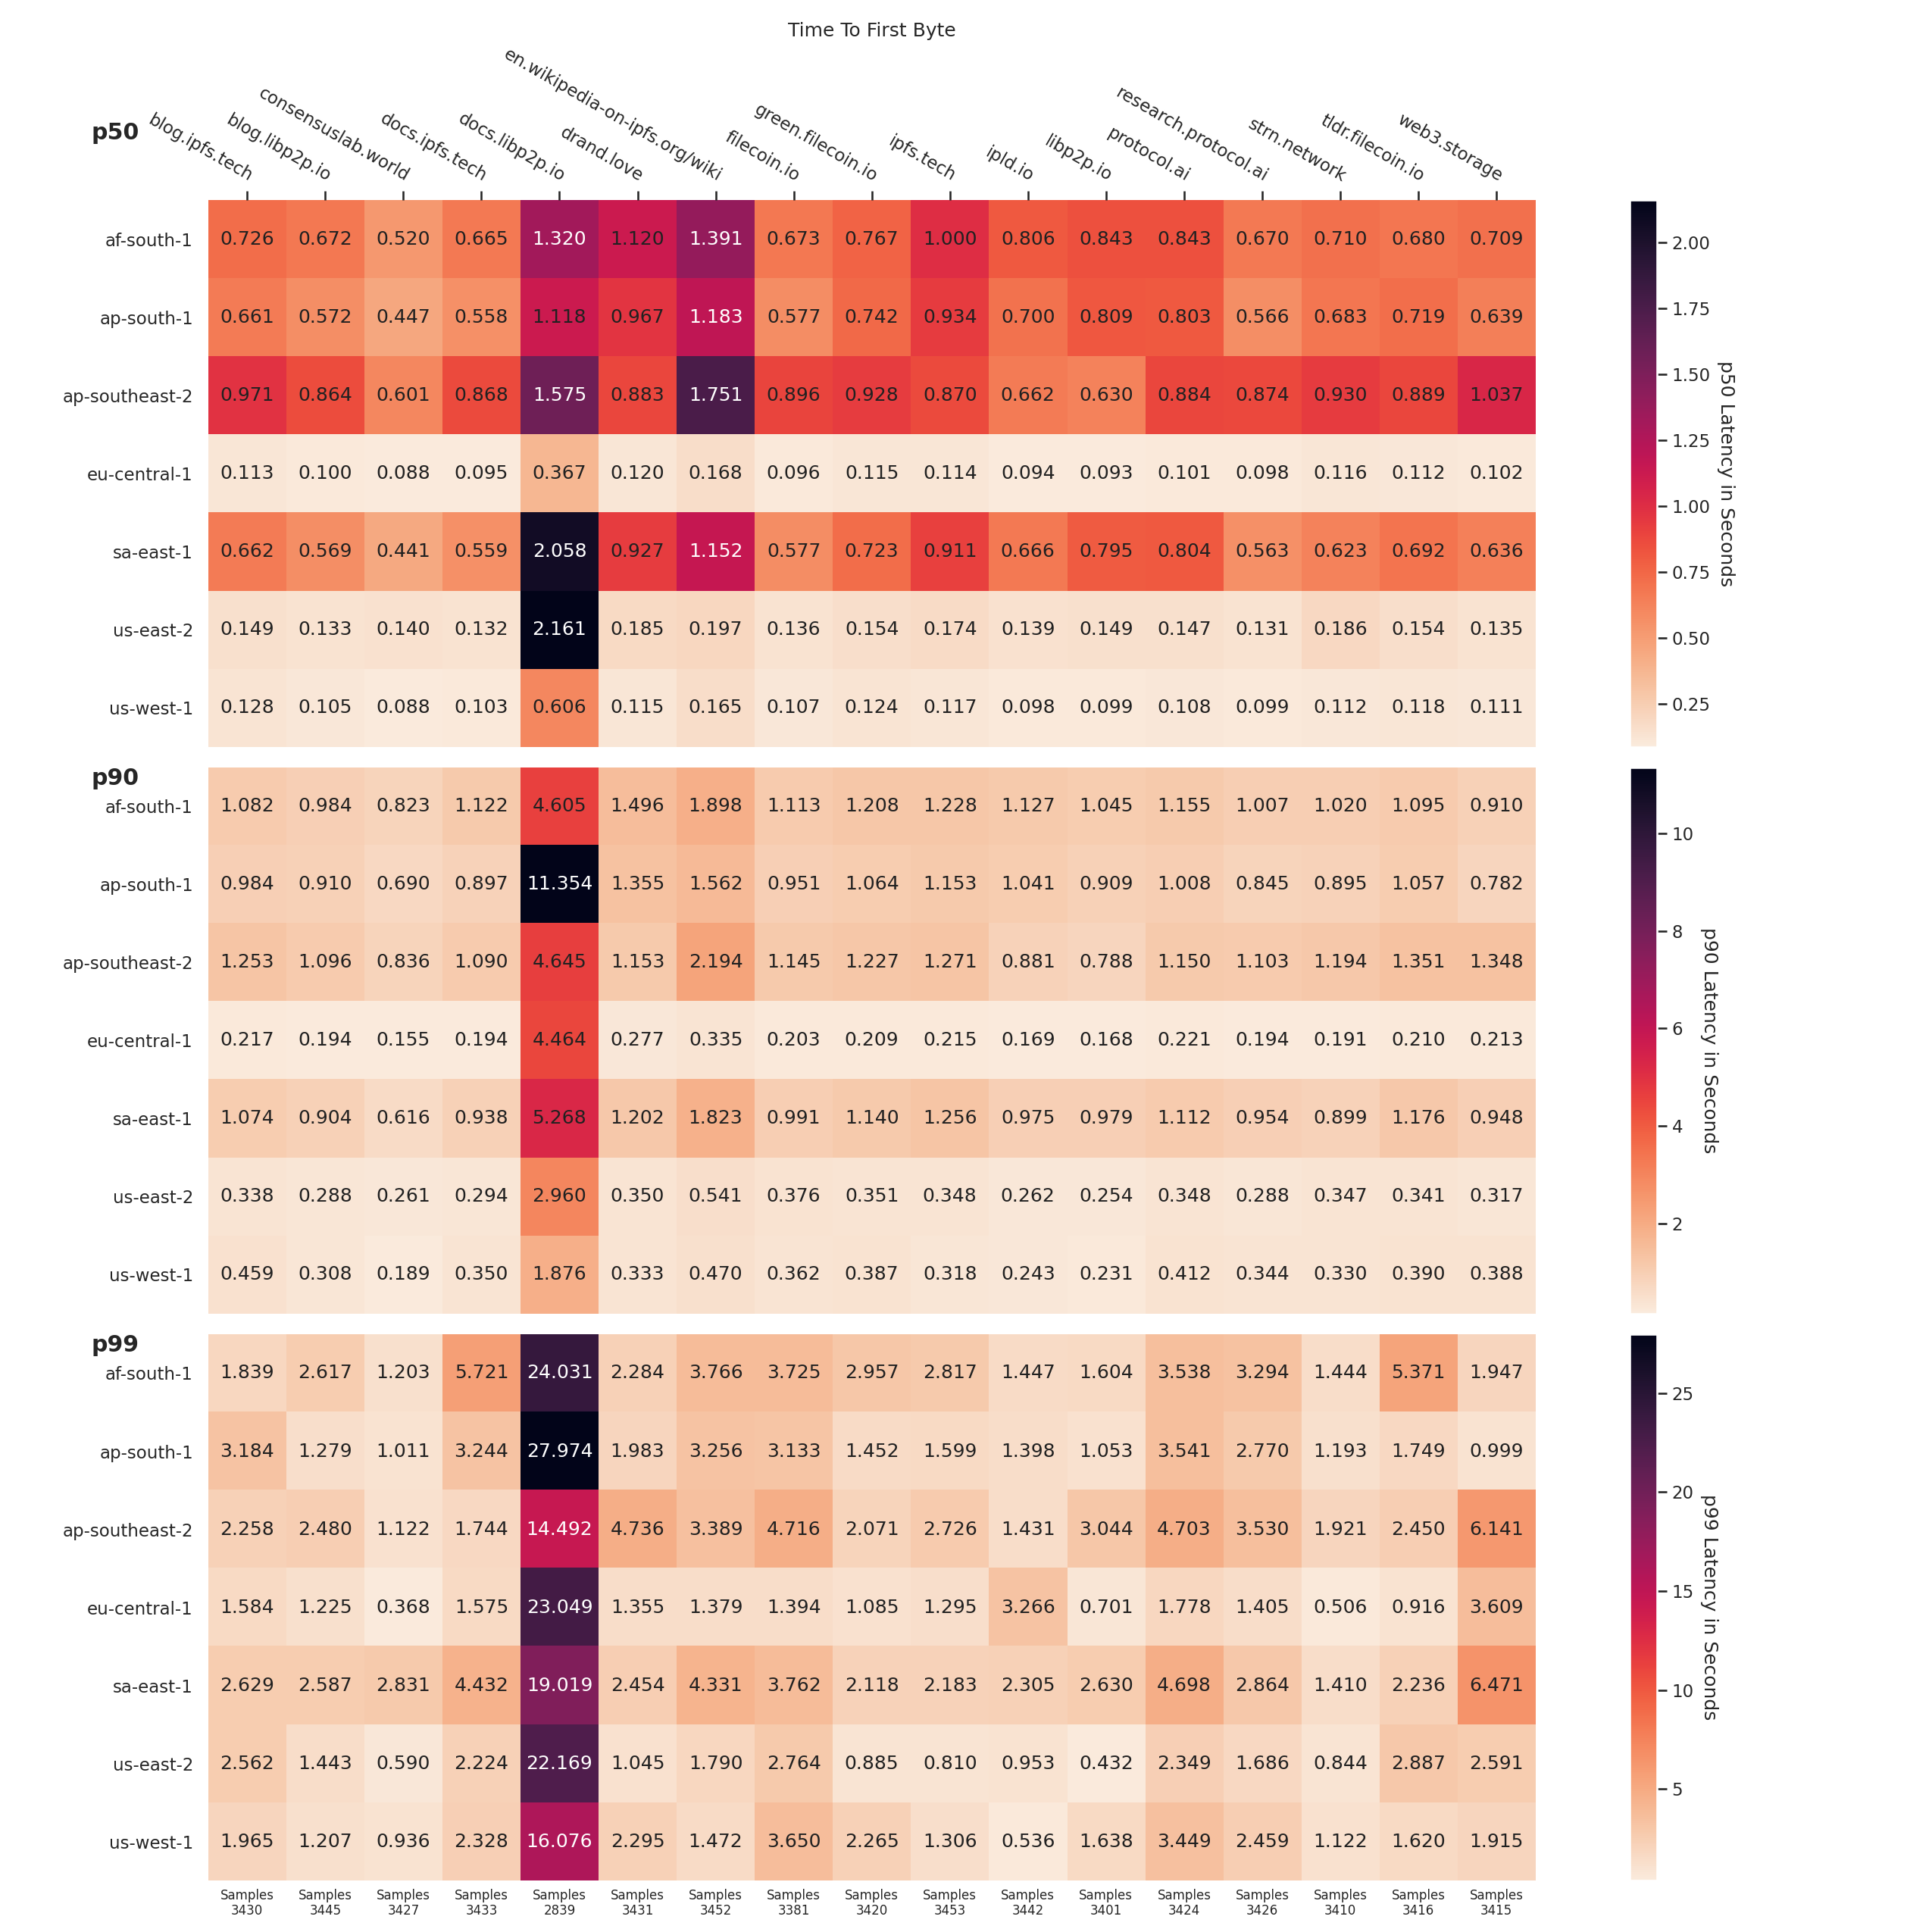 Time To First Byte
p50
blog.ipfs.tech
blog.libp2p.io
consensuslab.world
docs.ipfs.tech
docs.libp2p.io
drand.love
en.wikipedia-on-ipfs.org/wiki
filecoin.io
green.filecoin.io
ipfs.tech
ipld.io
libp2p.io
protocol.ai
research.protocol.ai
strn.network
tldr.filecoin.io
web3.storage
af-south-1 0.726 0.672 0.520 0.665 1.320 1.120 1.391 0.673 0.767 1.000 0.806 0.843 0.843 0.670 0.710 0.680 0.709
ap-south-1 0.661 0.572 0.447 0.558 1.118 0.967 1.183 0.577 0.742 0.934 0.700 0.809 0.803 0.566 0.683 0.719 0.639
ap-southeast-2 0.971 0.864 0.601 0.868 1.575 0.883 1.751 0.896 0.928 0.870 0.662 0.630 0.884 0.874 0.930 0.889 1.037
eu-central-1 0.113 0.100 0.088 0.095 0.367 0.120 0.168 0.096 0.115 0.114 0.094 0.093 0.101 0.098 0.116 0.112 0.102
sa-east-1 0.662 0.569 0.441 0.559 2.058 0.927 1.152 0.577 0.723 0.911 0.666 0.795 0.804 0.563 0.623 0.692 0.636
us-east-2 0.149 0.133 0.140 0.132 2.161 0.185 0.197 0.136 0.154 0.174 0.139 0.149 0.147 0.131 0.186 0.154 0.135
us-west-1 0.128 0.105 0.088 0.103 0.606 0.115 0.165 0.107 0.124 0.117 0.098 0.099 0.108 0.099 0.112 0.118 0.111
2.00
1.75
1.50
1.25
1.00
0.75
0.50
0.25
p50 Latency in Seconds
p90
af-south-1 1.082 0.984 0.823 1.122 4.605 1.496 1.898 1.113 1.208 1.228 1.127 1.045 1.155 1.007 1.020 1.095 0.910
ap-south-1 0.984 0.910 0.690 0.897 11.354 1.355 1.562 0.951 1.064 1.153 1.041 0.909 1.008 0.845 0.895 1.057 0.782
ap-southeast-2 1.253 1.096 0.836 1.090 4.645 1.153 2.194 1.145 1.227 1.271 0.881 0.788 1.150 1.103 1.194 1.351 1.348
eu-central-1 0.217 0.194 0.155 0.194 4.464 0.277 0.335 0.203 0.209 0.215 0.169 0.168 0.221 0.194 0.191 0.210 0.213
sa-east-1 1.074 0.904 0.616 0.938 5.268 1.202 1.823 0.991 1.140 1.256 0.975 0.979 1.112 0.954 0.899 1.176 0.948
us-east-2 0.338 0.288 0.261 0.294 2.960 0.350 0.541 0.376 0.351 0.348 0.262 0.254 0.348 0.288 0.347 0.341 0.317
us-west-1 0.459 0.308 0.189 0.350 1.876 0.333 0.470 0.362 0.387 0.318 0.243 0.231 0.412 0.344 0.330 0.390 0.388
10
8
6
4
2
p90 Latency in Seconds
p99
af-south-1 1.839 2.617 1.203 5.721 24.031 2.284 3.766 3.725 2.957 2.817 1.447 1.604 3.538 3.294 1.444 5.371 1.947
ap-south-1 3.184 1.279 1.011 3.244 27.974 1.983 3.256 3.133 1.452 1.599 1.398 1.053 3.541 2.770 1.193 1.749 0.999
ap-southeast-2 2.258 2.480 1.122 1.744 14.492 4.736 3.389 4.716 2.071 2.726 1.431 3.044 4.703 3.530 1.921 2.450 6.141
eu-central-1 1.584 1.225 0.368 1.575 23.049 1.355 1.379 1.394 1.085 1.295 3.266 0.701 1.778 1.405 0.506 0.916 3.609
sa-east-1 2.629 2.587 2.831 4.432 19.019 2.454 4.331 3.762 2.118 2.183 2.305 2.630 4.698 2.864 1.410 2.236 6.471
us-east-2 2.562 1.443 0.590 2.224 22.169 1.045 1.790 2.764 0.885 0.810 0.953 0.432 2.349 1.686 0.844 2.887 2.591
us-west-1 1.965 1.207 0.936 2.328 16.076 2.295 1.472 3.650 2.265 1.306 0.536 1.638 3.449 2.459 1.122 1.620 1.915
25
20
15
10
5
p99 Latency in Seconds
Samples Samples Samples Samples Samples Samples Samples Samples Samples Samples Samples Samples Samples Samples Samples Samples Samples
3430 3445 3427 3433 2839 3431 3452 3381 3420 3453 3442 3401 3424 3426 3410 3416 3415